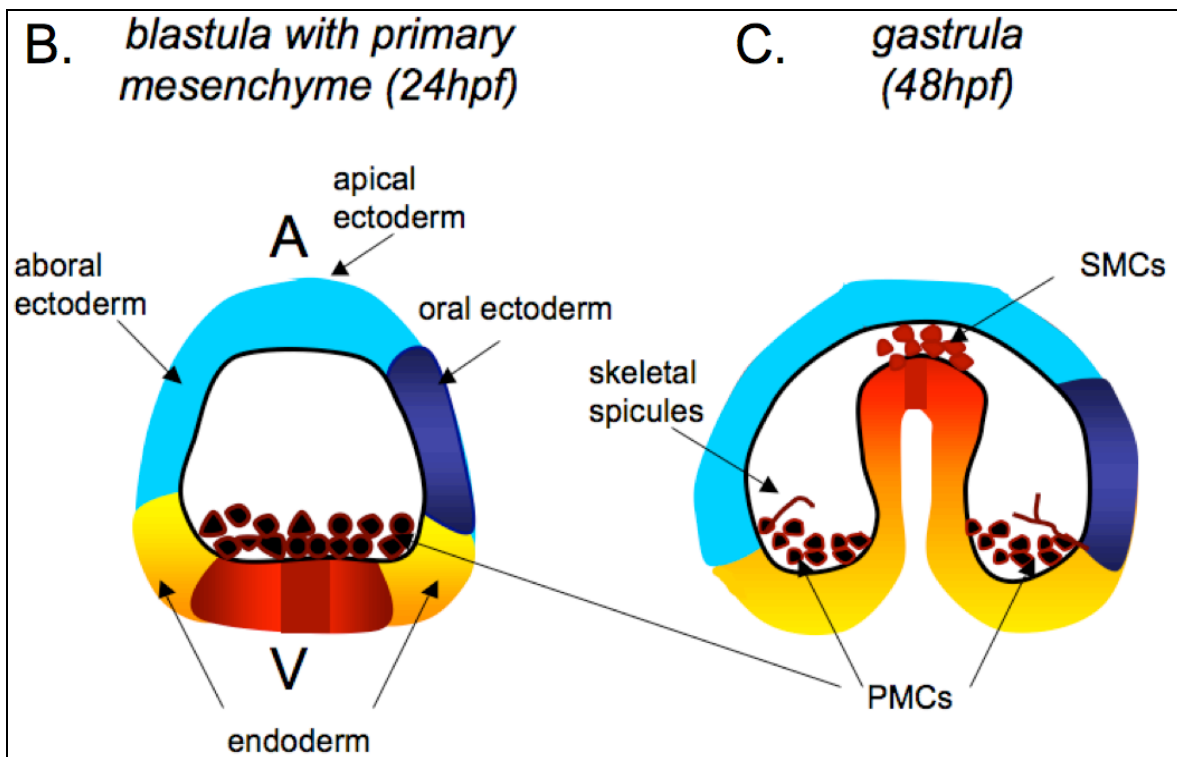 B.
blastula with primary
mesenchyme (24hpf)
C.
gastrula
(48hpf)
apical
ectoderm
A
aboral
ectoderm
oral ectoderm
SMCs
skeletal
spicules
V
PMCs
endoderm